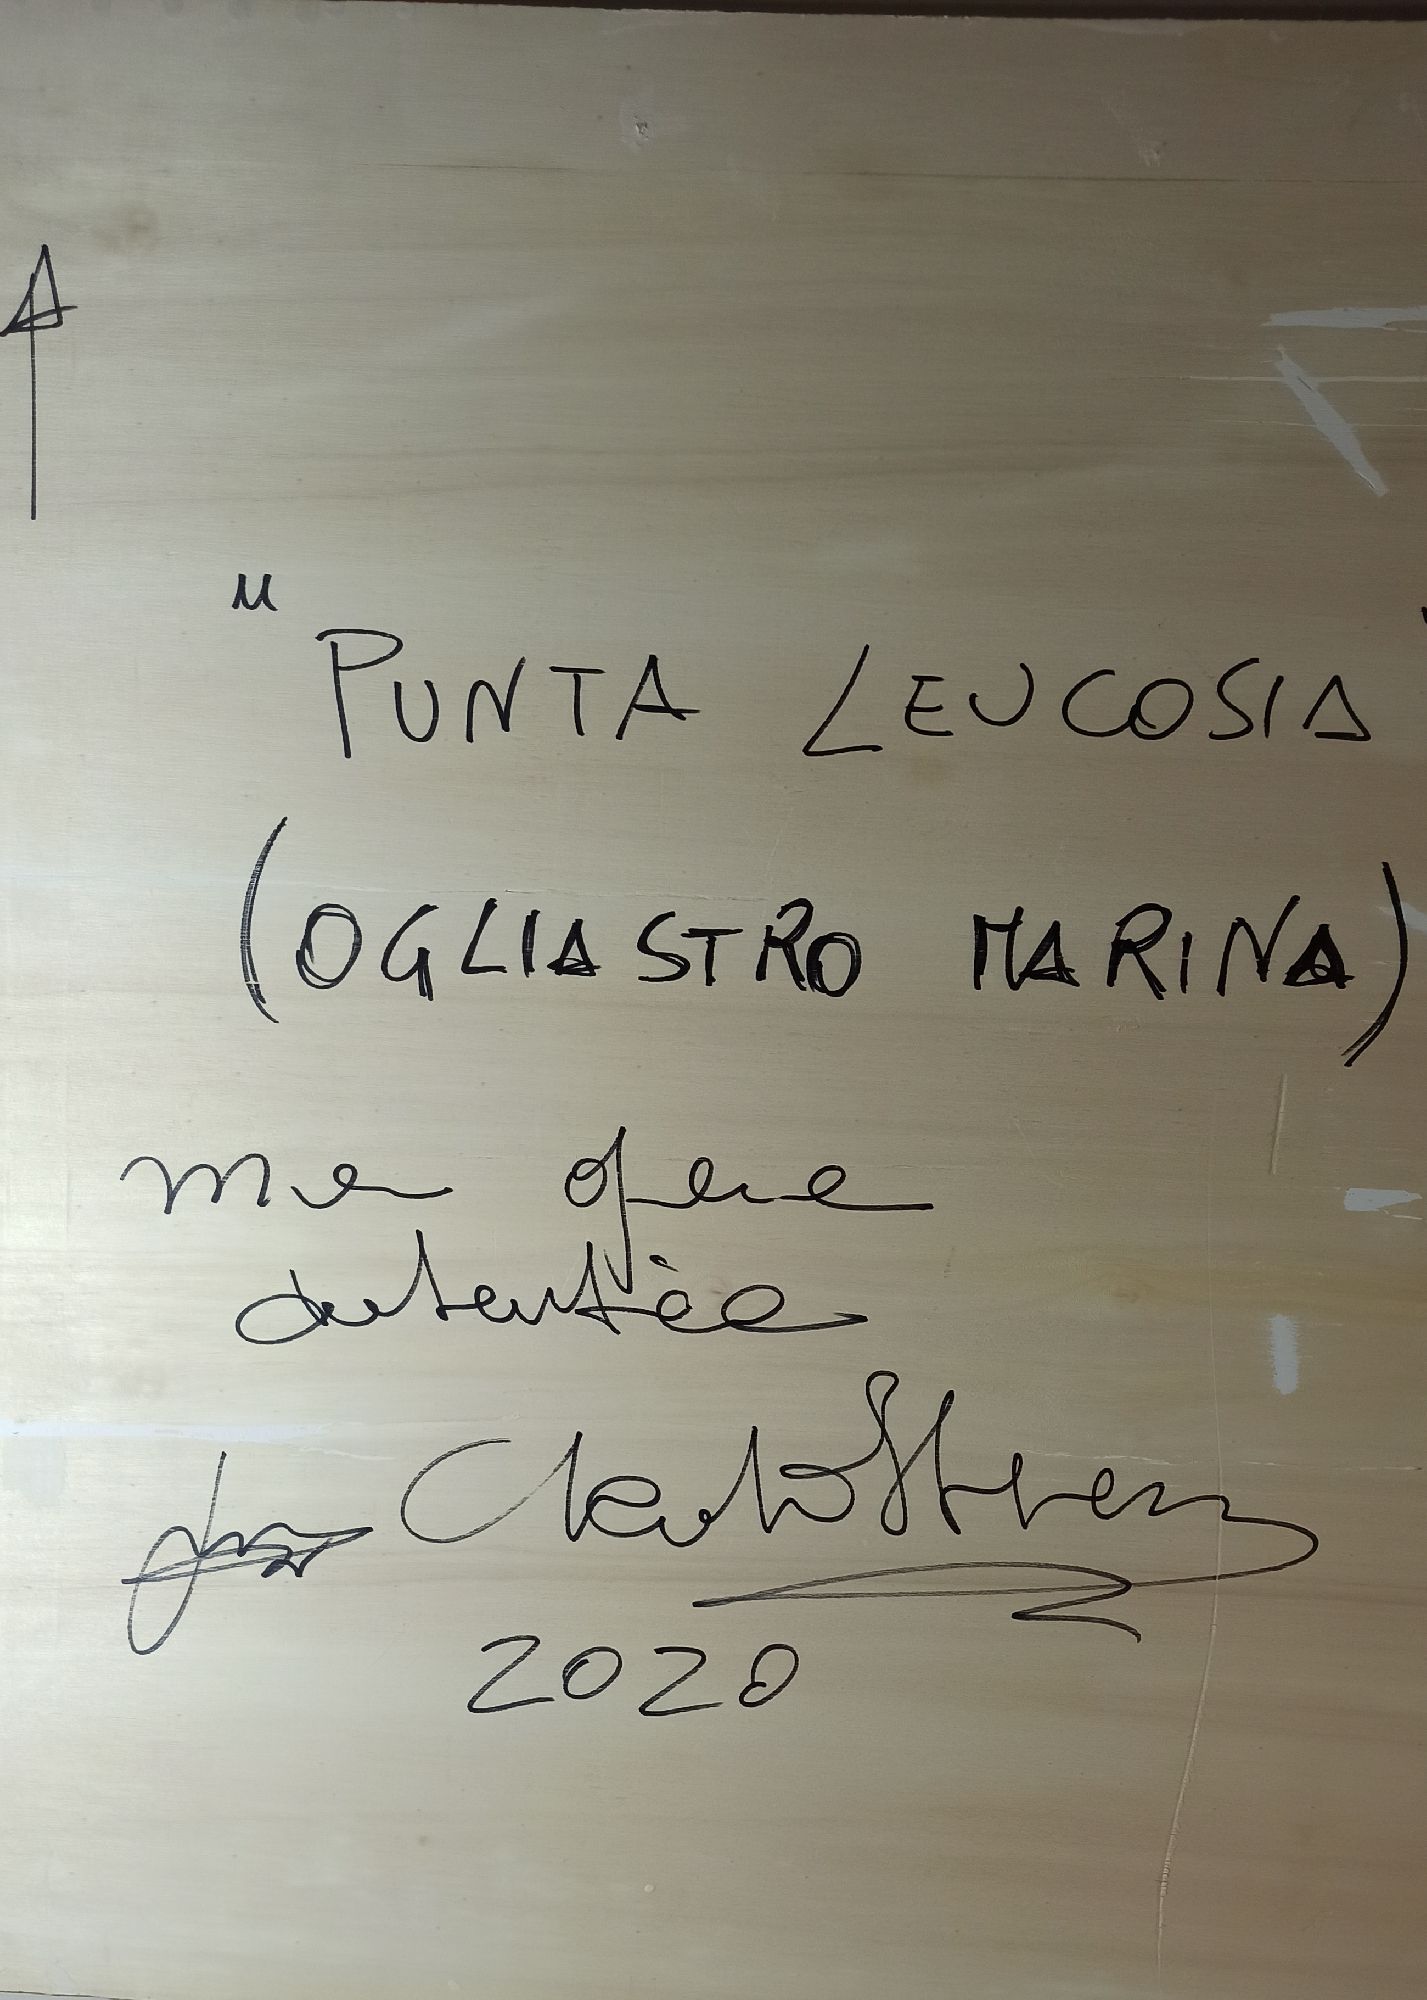 "PUNTA LEUCOSIA"
(OGLIASTRO MARINA)
mia opera
autentica
2020